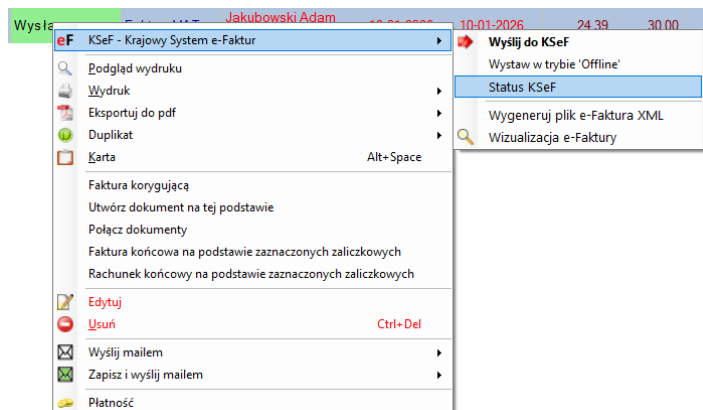 Jakubowski Adam
10-01-2026 24.39 30.00
eF KSeF - Krajowy System e-Faktur
Podgląd wydruku
Wydruk
Eksportuj do pdf
Duplikat
Karta Alt+Space
Faktura korygującą
Utwórz dokument na tej podstawie
Połącz dokumenty
Faktura końcowa na podstawie zaznaczonych zaliczkowych
Rachunek końcowy na podstawie zaznaczonych zaliczkowych
Edytuj
Usuń Ctrl+Del
Wyślij mailem
Zapisz i wyślij mailem
Płatność
Wyślij do KSeF
Wystaw w trybie 'Offline'
Status KSeF
Wygeneruj plik e-Faktura XML
Wizualizacja e-Faktury